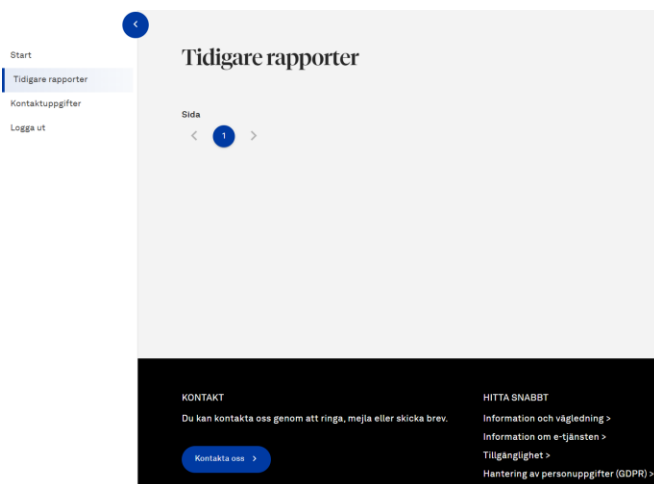 Start
Tidigare rapporter
Kontaktuppgifter
Logga ut
Tidigare rapporter
Sida
1
KONTAKT
Du kan kontakta oss genom att ringa, mejla eller skicka brev.
Kontakta oss >
HITTA SNABBT
Information och vägledning >
Information om e-tjänsten >
Tillgänglighet >
Hantering av personuppgifter (GDPR) >